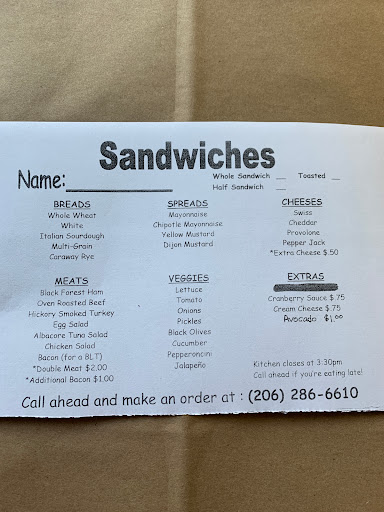 Sandwiches
Name:____________
Whole Sandwich __ Toasted __
Half Sandwich __
BREADS
Whole Wheat
White
Italian Sourdough
Multi-Grain
Caraway Rye
SPREADS
Mayonnaise
Chipotle Mayonnaise
Yellow Mustard
Dijon Mustard
CHEESES
Swiss
Cheddar
Provolone
Pepper Jack
*Extra Cheese $.50
MEATS
Black Forest Ham
Oven Roasted Beef
Hickory Smoked Turkey
Egg Salad
Albacore Tuna Salad
Chicken Salad
Bacon (for a BLT)
*Double Meat $2.00
*Additional Bacon $1.00
VEGGIES
Lettuce
Tomato
Onions
Pickles
Black Olives
Cucumber
Pepperoncini
Jalapeño
EXTRAS
Cranberry Sauce $.75
Cream Cheese $.75
Avocado $1.00
Kitchen closes at 3:30pm
Call ahead if you're eating late!
Call ahead and make an order at : (206) 286-6610